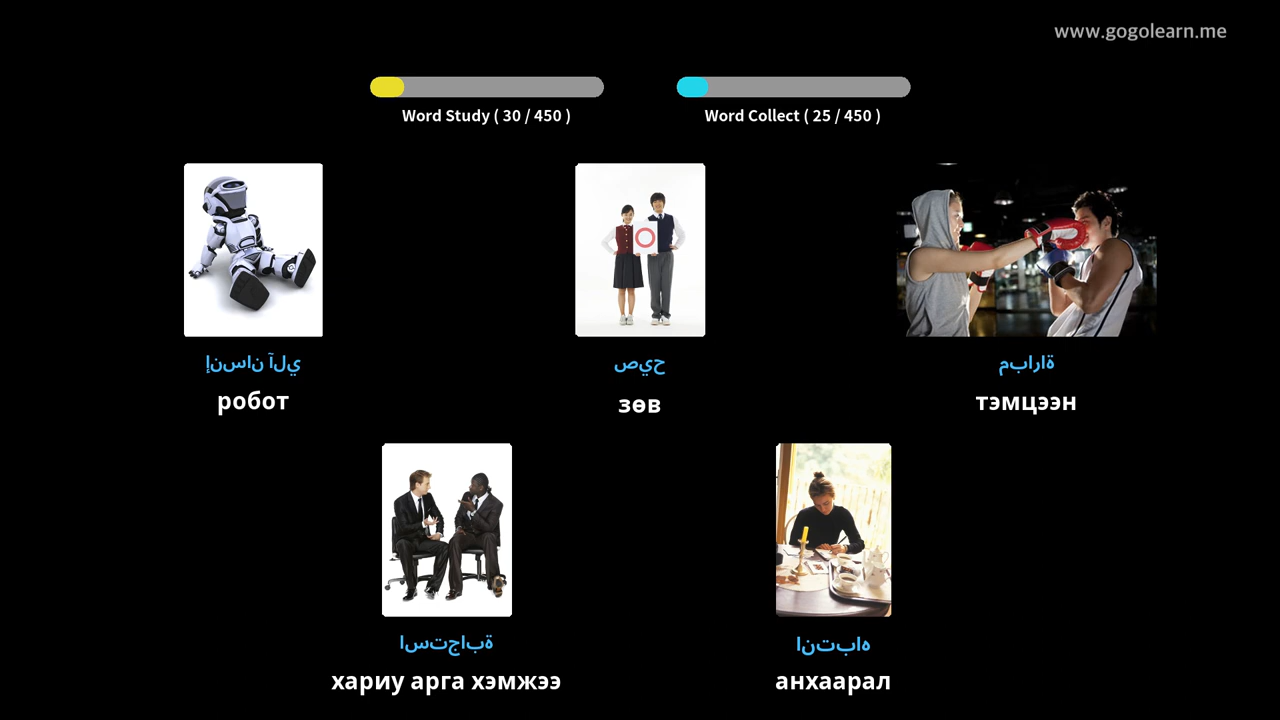 www.gogolearn.me
Word Study ( 30 / 450 )
Word Collect ( 25 / 450 )
إنسان آلي
робот
صيح
зөв
مباراة
тэмцээн
استجابة
хариу арга хэмжээ
انتباه
анхаарал